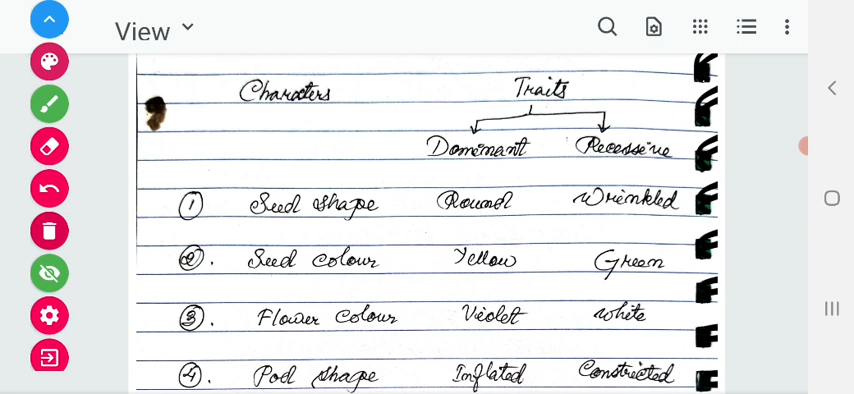 View
Charaters Traits
Dominant Recessive
① Seed shape Round Wrinkled
②. Seed colour Yellow Green
③. Flower colour Violet white
④. Pod shape Inflated Constricted